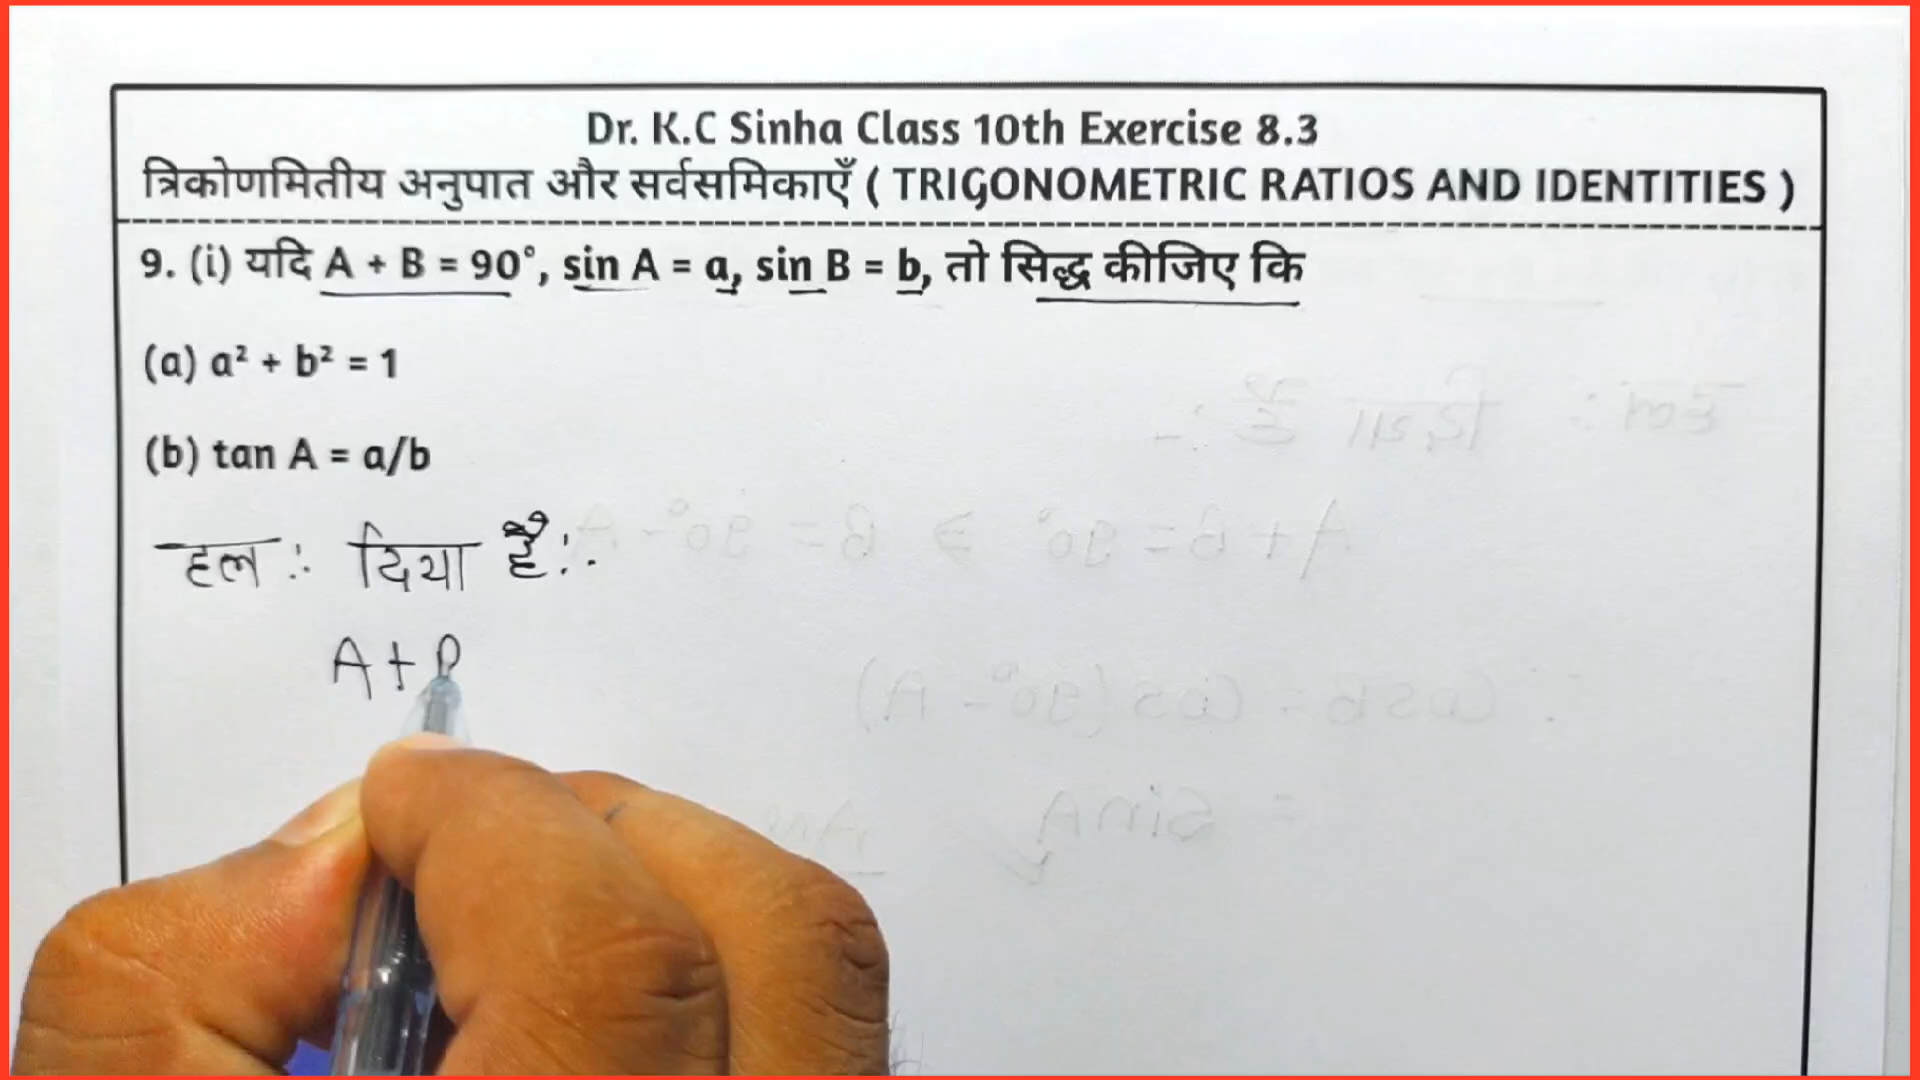 Dr. K.C Sinha Class 10th Exercise 8.3
त्रिकोणमितीय अनुपात और सर्वसमिकाएँ ( TRIGONOMETRIC RATIOS AND IDENTITIES )
9. (i) यदि A + B = 90°, sin A = a, sin B = b, तो सिद्ध कीजिए कि
(a) a² + b² = 1
(b) tan A = a/b
हल : दिया है :-
A +